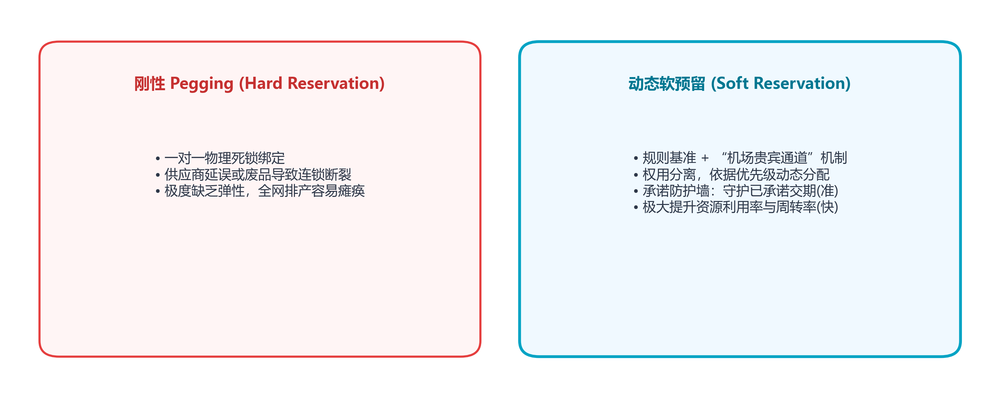 刚性 Pegging (Hard Reservation)
• 一对一物理死锁绑定
• 供应商延误或废品导致连锁断裂
• 极度缺乏弹性，全网排产容易瘫痪
动态软预留 (Soft Reservation)
• 规则基准 + “机场贵宾通道”机制
• 权用分离，依据优先级动态分配
• 承诺防护墙：守护已承诺交期(准)
• 极大提升资源利用率与周转率(快)